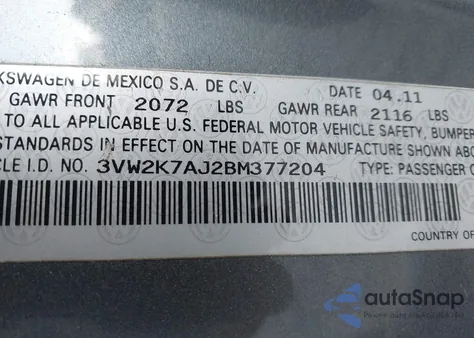 KSWAGEN DE MEXICO S.A. DE C.V. DATE 04.11
GAWR FRONT 2072 LBS GAWR REAR 2116 LBS
TO ALL APPLICABLE U.S. FEDERAL MOTOR VEHICLE SAFETY, BUMPER
STANDARDS IN EFFECT ON THE DATE OF MANUFACTURE SHOWN ABO
CLE I.D. NO. 3VW2K7AJ2BM377204 TYPE: PASSENGER C
COUNTRY OF
autoSnap